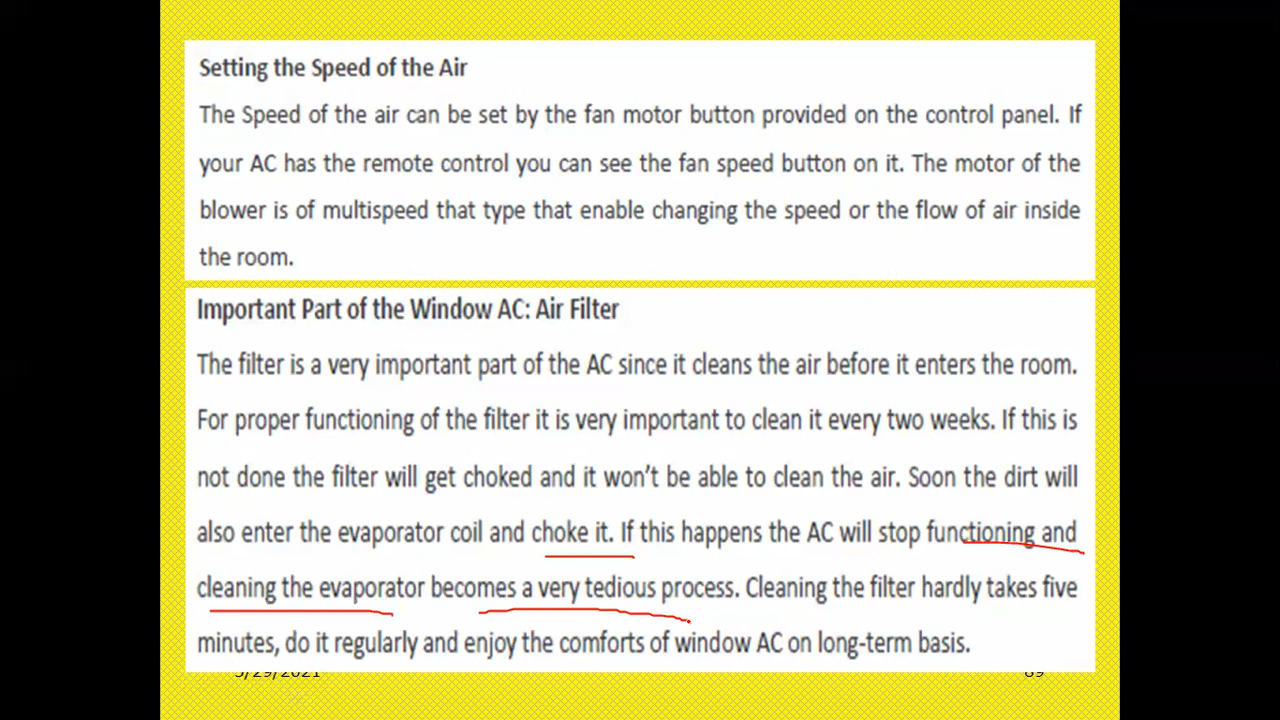 Setting the Speed of the Air
The Speed of the air can be set by the fan motor button provided on the control panel. If
your AC has the remote control you can see the fan speed button on it. The motor of the
blower is of multispeed that type that enable changing the speed or the flow of air inside
the room.
Important Part of the Window AC: Air Filter
The filter is a very important part of the AC since it cleans the air before it enters the room.
For proper functioning of the filter it is very important to clean it every two weeks. If this is
not done the filter will get choked and it won't be able to clean the air. Soon the dirt will
also enter the evaporator coil and choke it. If this happens the AC will stop functioning and
cleaning the evaporator becomes a very tedious process. Cleaning the filter hardly takes five
minutes, do it regularly and enjoy the comforts of window AC on long-term basis.
5/29/2021 89